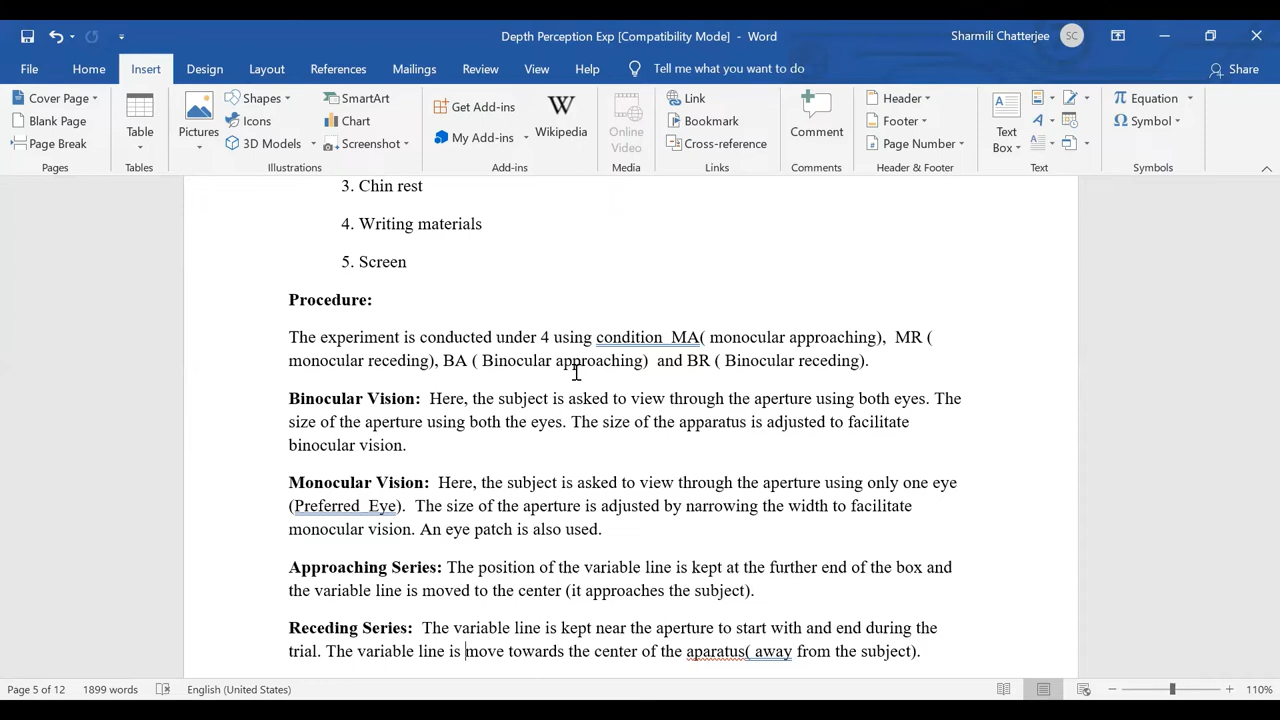 Depth Perception Exp [Compatibility Mode] - Word
Sharmili Chatterjee
SC
File Home Insert Design Layout References Mailings Review View Help Tell me what you want to do Share
Cover Page
Blank Page
Page Break
Pages
Table
Tables
Pictures
Shapes
Icons
3D Models
SmartArt
Chart
Screenshot
Illustrations
Get Add-ins
My Add-ins
Wikipedia
Add-ins
Online
Video
Media
Link
Bookmark
Cross-reference
Links
Comment
Comments
Header
Footer
Page Number
Header & Footer
Text
Box
Text
Equation
Symbol
Symbols
3. Chin rest
4. Writing materials
5. Screen
Procedure:
The experiment is conducted under 4 using condition MA( monocular approaching), MR (
monocular receding), BA ( Binocular approaching) and BR ( Binocular receding).
Binocular Vision: Here, the subject is asked to view through the aperture using both eyes. The
size of the aperture using both the eyes. The size of the apparatus is adjusted to facilitate
binocular vision.
Monocular Vision: Here, the subject is asked to view through the aperture using only one eye
(Preferred Eye). The size of the aperture is adjusted by narrowing the width to facilitate
monocular vision. An eye patch is also used.
Approaching Series: The position of the variable line is kept at the further end of the box and
the variable line is moved to the center (it approaches the subject).
Receding Series: The variable line is kept near the aperture to start with and end during the
trial. The variable line is move towards the center of the aparatus( away from the subject).
Page 5 of 12 1899 words English (United States) 110%